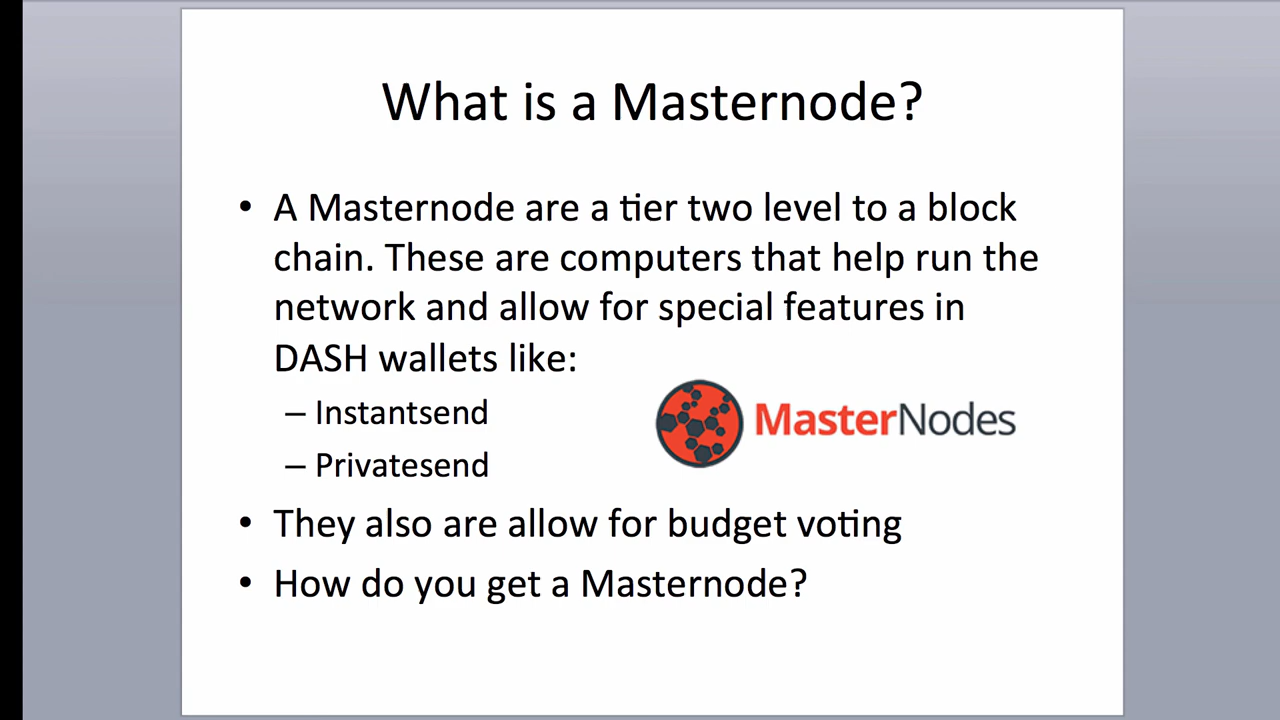 What is a Masternode?
• A Masternode are a tier two level to a block
chain. These are computers that help run the
network and allow for special features in
DASH wallets like:
– Instantsend
MasterNodes
– Privatesend
• They also are allow for budget voting
• How do you get a Masternode?